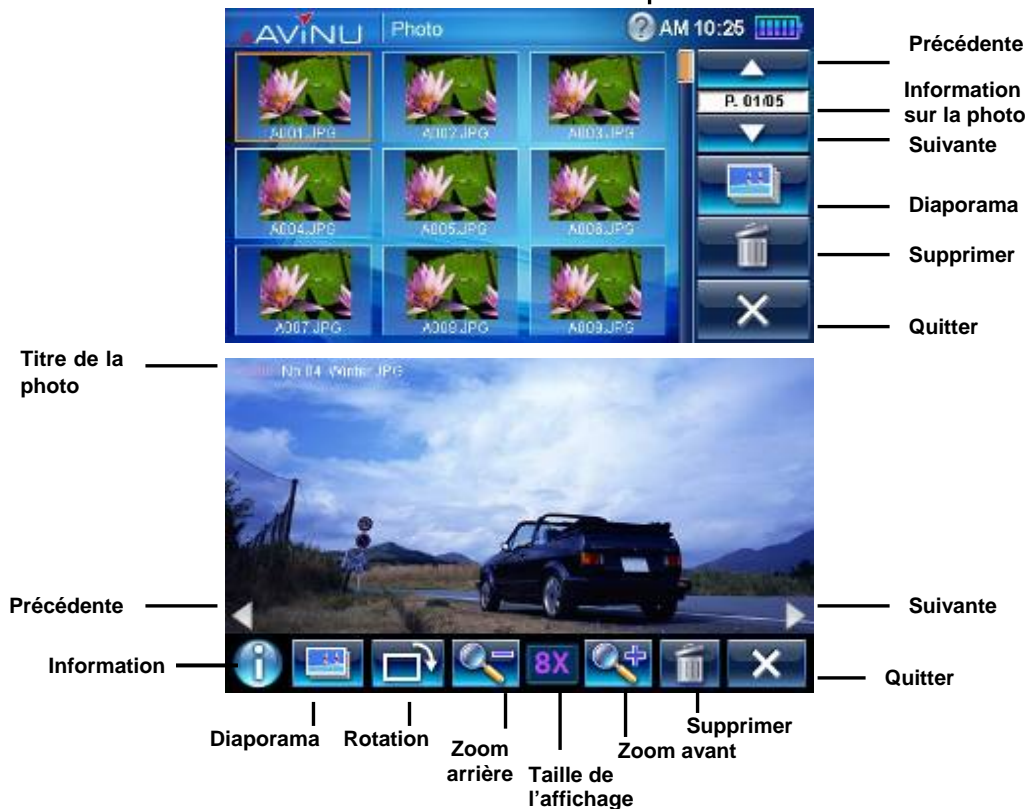 AViNU Photo ? AM 10:25
Précédente
P. 01/05
Information
sur la photo
A001.JPG A002.JPG A003.JPG
Suivante
Diaporama
A004.JPG A005.JPG A006.JPG
Supprimer
A007.JPG A008.JPG A009.JPG
Quitter
Titre de la
photo
No.04 Winter.JPG
Précédente
Suivante
Information
8X
Quitter
Diaporama
Rotation
Zoom
arrière
Taille de
l'affichage
Zoom avant
Supprimer